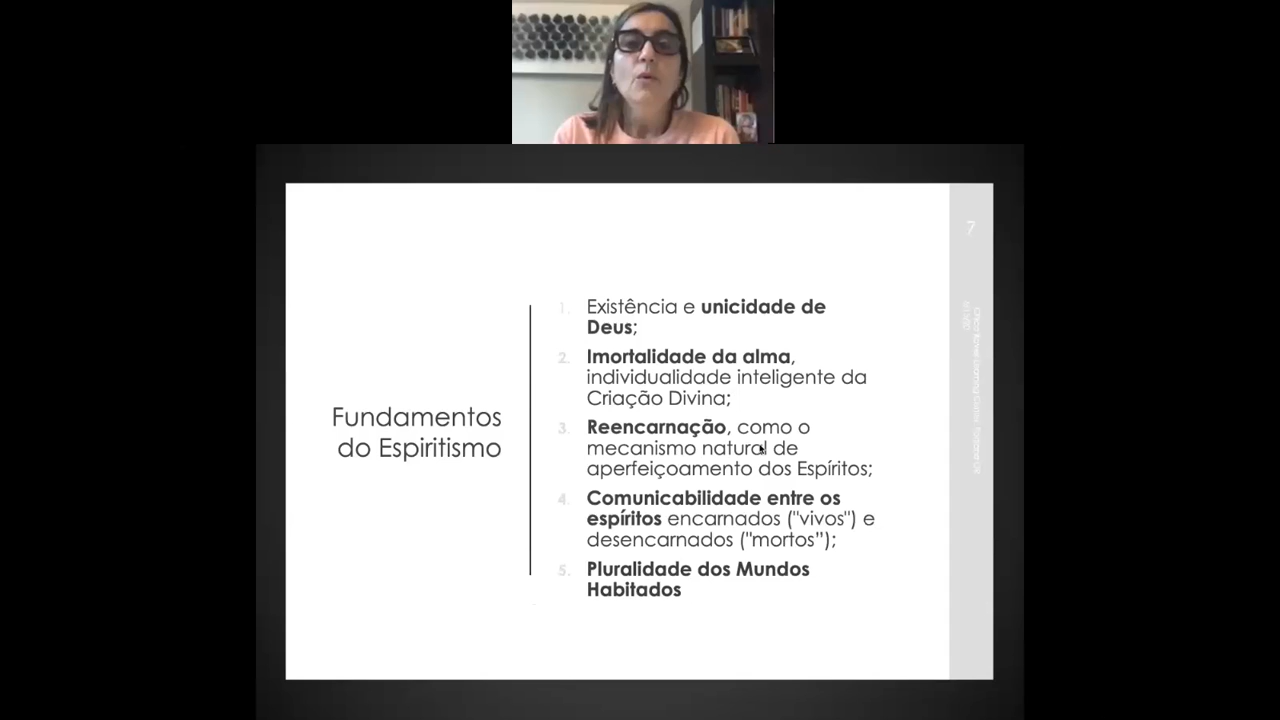 7
Fundamentos
do Espiritismo
1. Existência e unicidade de
Deus;
2. Imortalidade da alma,
individualidade inteligente da
Criação Divina;
3. Reencarnação, como o
mecanismo natural de
aperfeiçoamento dos Espíritos;
4. Comunicabilidade entre os
espíritos encarnados ("vivos") e
desencarnados ("mortos”);
5. Pluralidade dos Mundos
Habitados